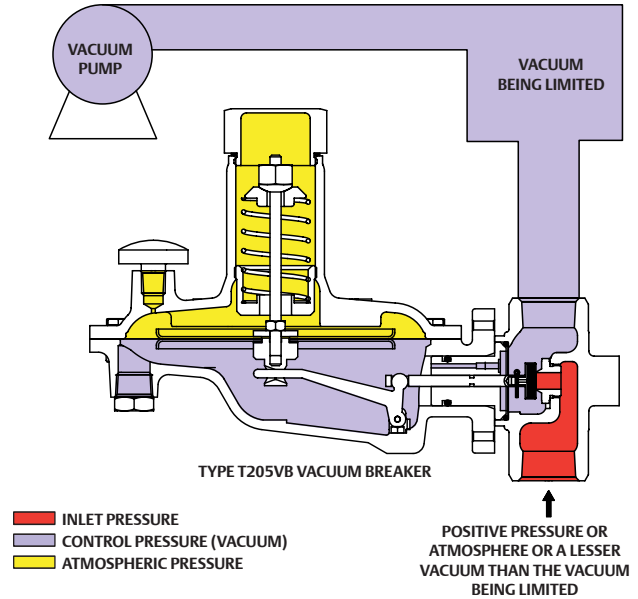 VACUUM
PUMP
VACUUM
BEING LIMITED
TYPE T205VB VACUUM BREAKER
INLET PRESSURE
CONTROL PRESSURE (VACUUM)
ATMOSPHERIC PRESSURE
POSITIVE PRESSURE OR
ATMOSPHERE OR A LESSER
VACUUM THAN THE VACUUM
BEING LIMITED